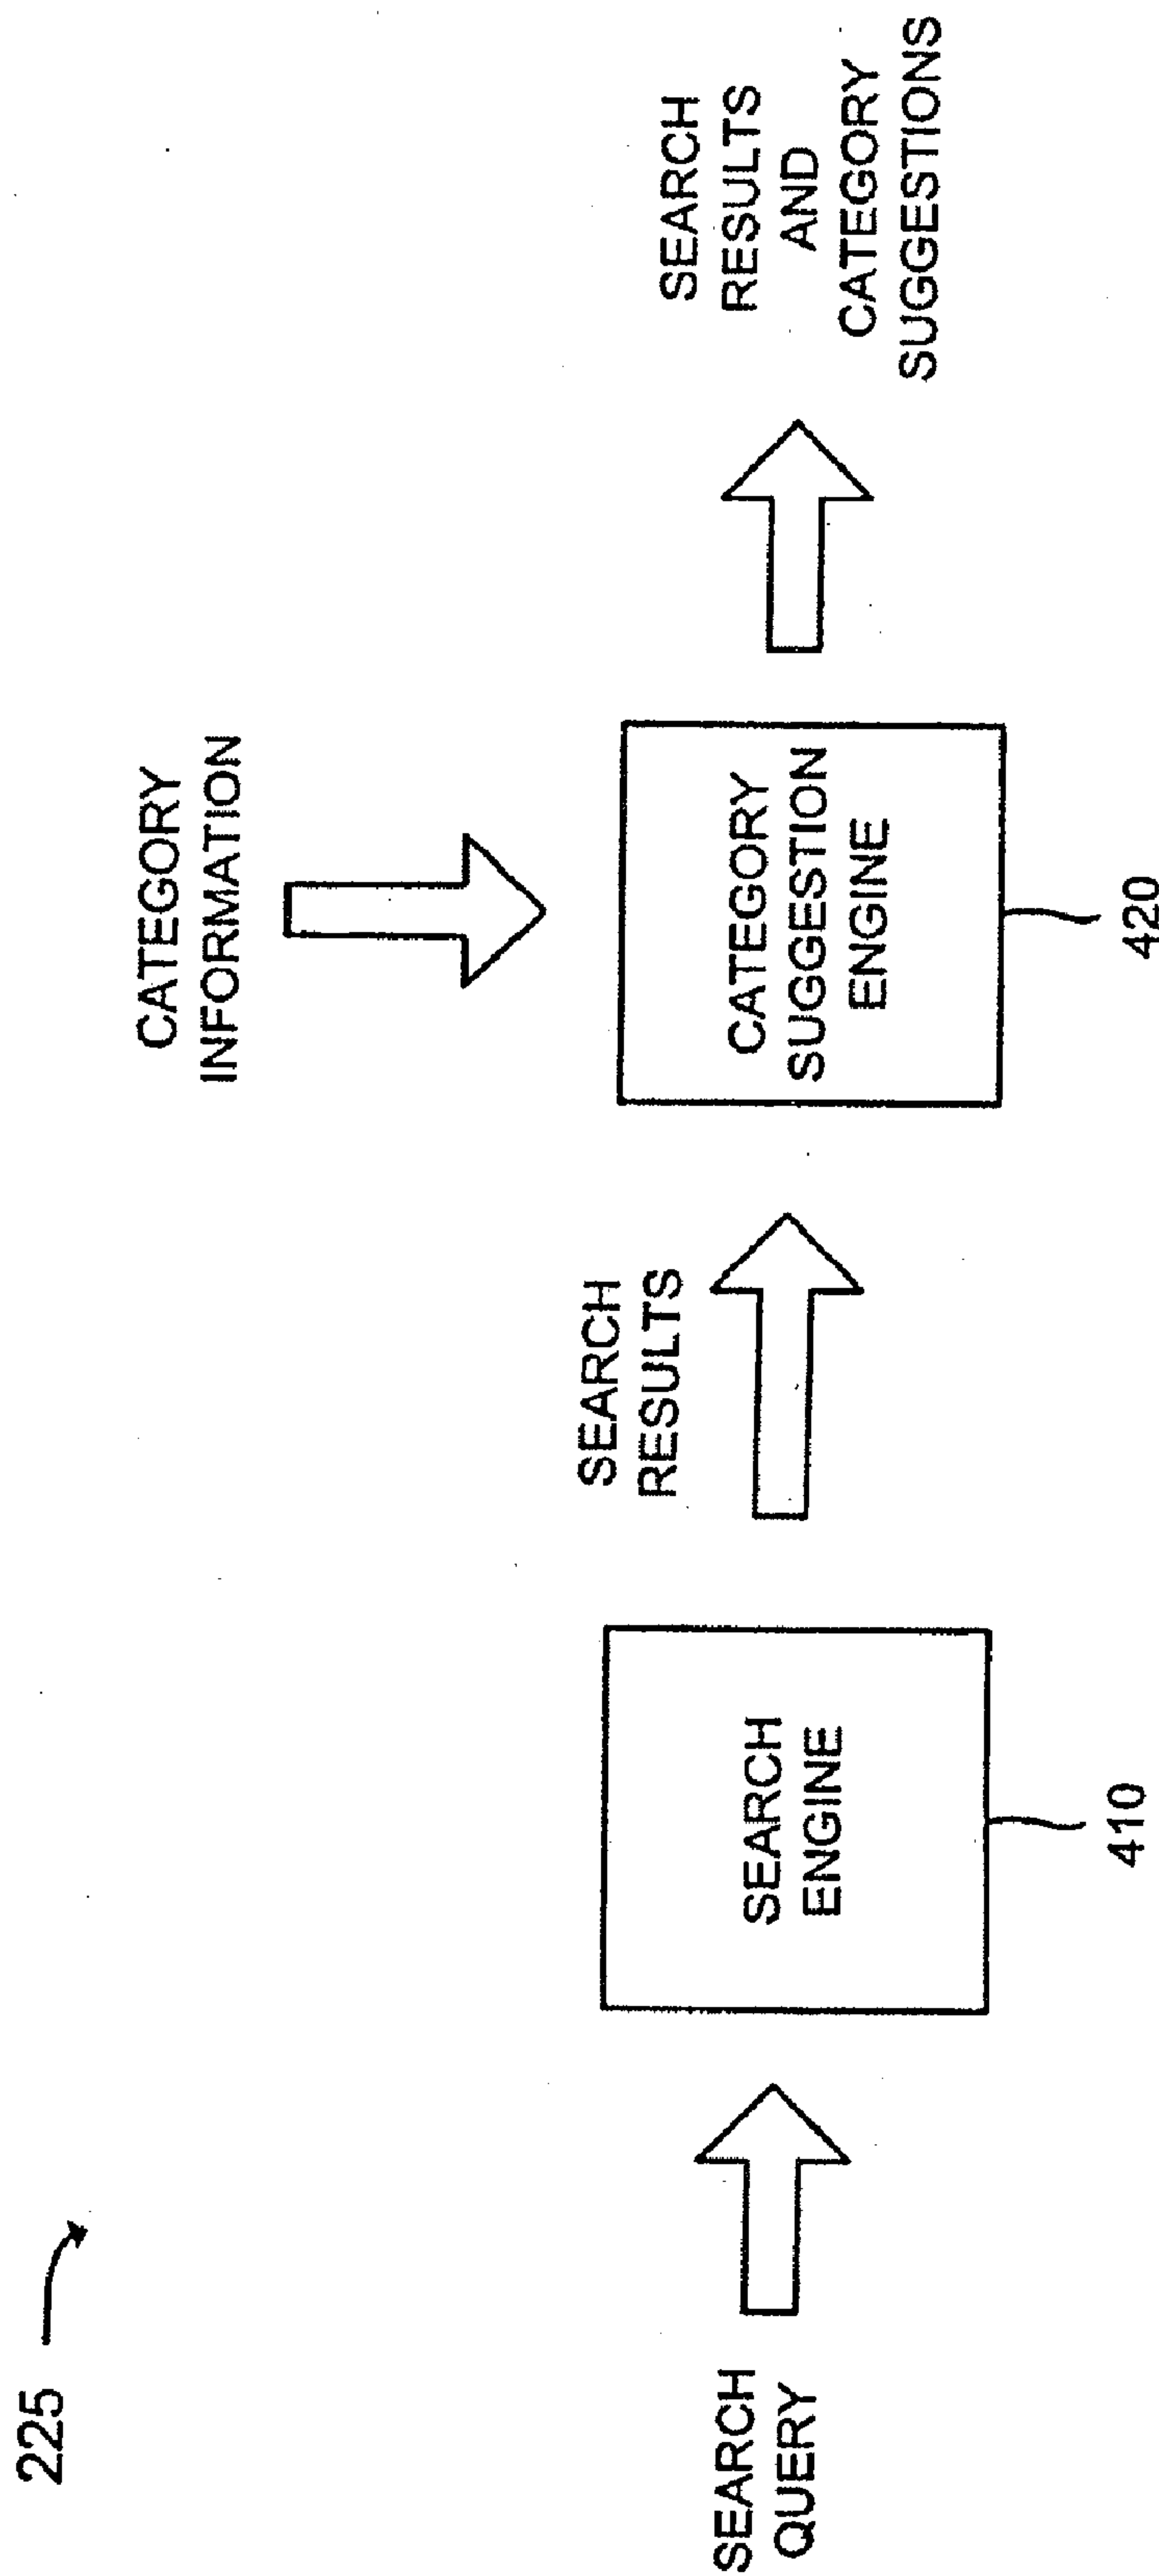 225
CATEGORY
INFORMATION
SEARCH
QUERY
SEARCH
ENGINE
410
SEARCH
RESULTS
CATEGORY
SUGGESTION
ENGINE
420
SEARCH
RESULTS
AND
CATEGORY
SUGGESTIONS